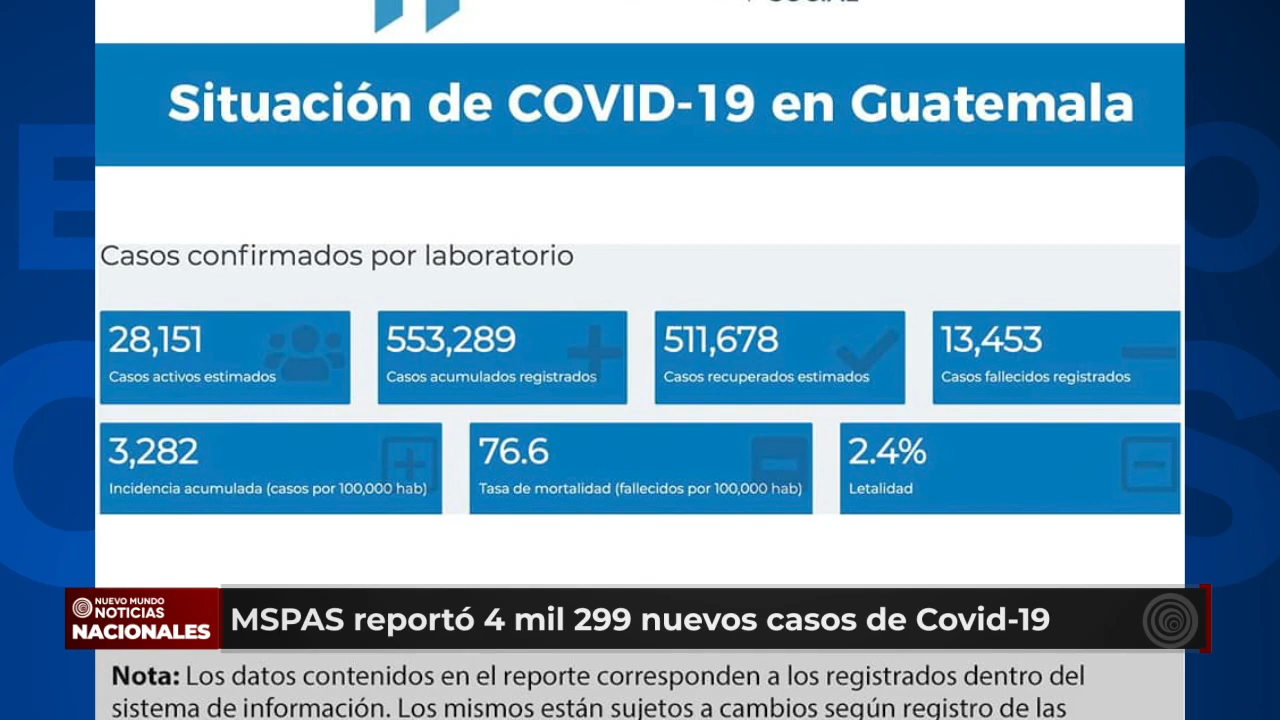 SOCIAL
Situación de COVID-19 en Guatemala
Casos confirmados por laboratorio
28,151
Casos activos estimados
553,289
Casos acumulados registrados
511,678
Casos recuperados estimados
13,453
Casos fallecidos registrados
3,282
Incidencia acumulada (casos por 100,000 hab)
76.6
Tasa de mortalidad (fallecidos por 100,000 hab)
2.4%
Letalidad
NUEVO MUNDO
NOTICIAS
NACIONALES
MSPAS reportó 4 mil 299 nuevos casos de Covid-19
Nota: Los datos contenidos en el reporte corresponden a los registrados dentro del
sistema de información. Los mismos están sujetos a cambios según registro de las